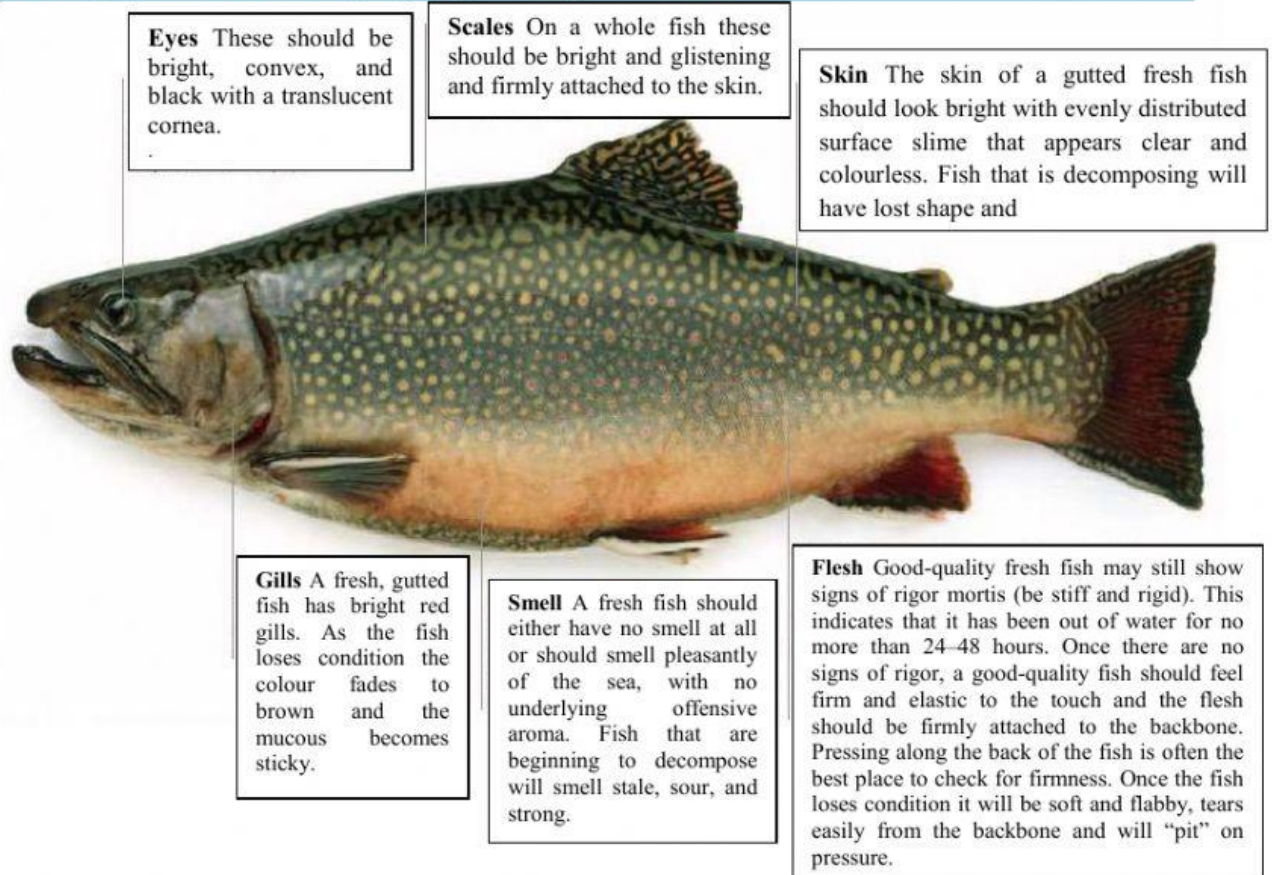 Eyes These should be
bright, convex, and
black with a translucent
cornea.
.
Scales On a whole fish these
should be bright and glistening
and firmly attached to the skin.
Skin The skin of a gutted fresh fish
should look bright with evenly distributed
surface slime that appears clear and
colourless. Fish that is decomposing will
have lost shape and
Gills A fresh, gutted
fish has bright red
gills. As the fish
loses condition the
colour fades to
brown and the
mucous becomes
sticky.
Smell A fresh fish should
either have no smell at all
or should smell pleasantly
of the sea, with no
underlying offensive
aroma. Fish that are
beginning to decompose
will smell stale, sour, and
strong.
Flesh Good-quality fresh fish may still show
signs of rigor mortis (be stiff and rigid). This
indicates that it has been out of water for no
more than 24–48 hours. Once there are no
signs of rigor, a good-quality fish should feel
firm and elastic to the touch and the flesh
should be firmly attached to the backbone.
Pressing along the back of the fish is often the
best place to check for firmness. Once the fish
loses condition it will be soft and flabby, tears
easily from the backbone and will “pit” on
pressure.